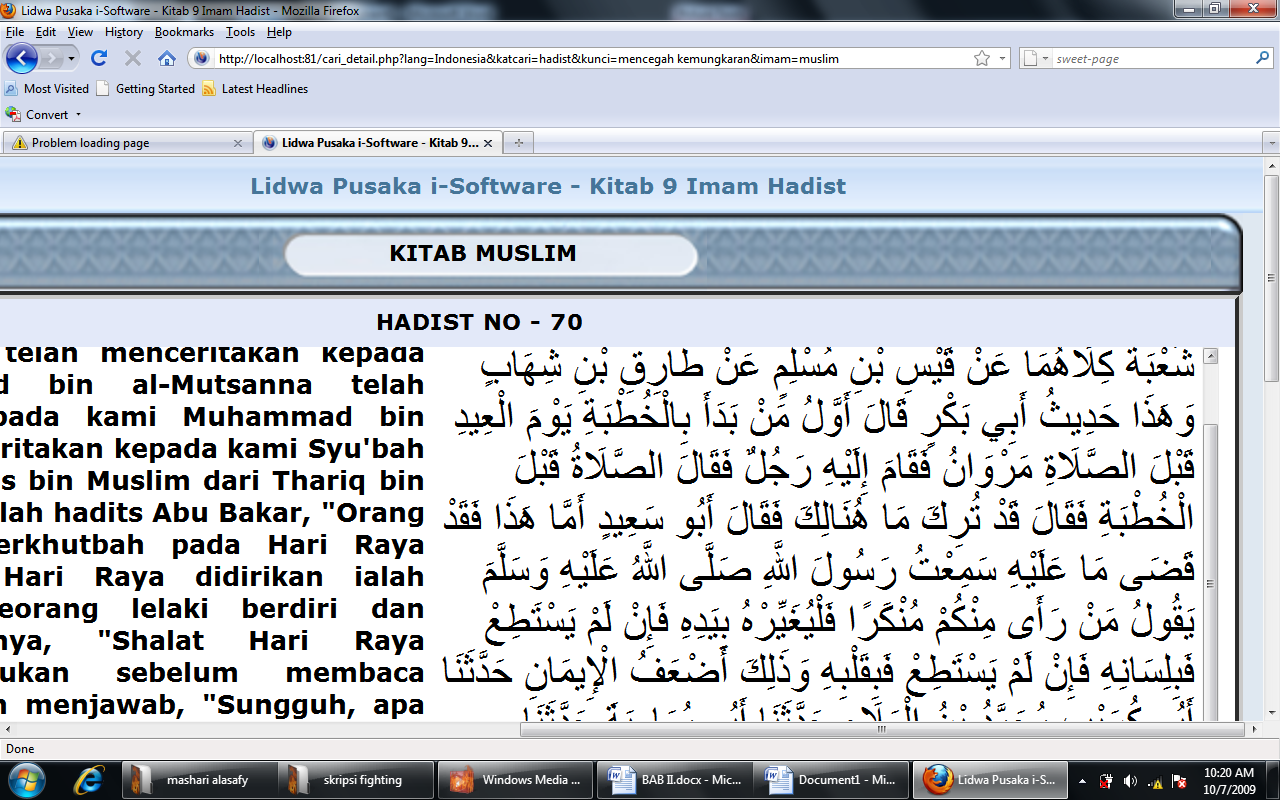 Lidwa Pusaka i-Software - Kitab 9 Imam Hadist - Mozilla Firefox
File Edit View History Bookmarks Tools Help
http://localhost:81/cari_detail.php?lang=Indonesia&katcari=hadist&kunci=mencegah kemungkaran&imam=muslim
sweet-page
Most Visited Getting Started Latest Headlines
Convert
Problem loading page
Lidwa Pusaka i-Software - Kitab 9...
Lidwa Pusaka i-Software - Kitab 9 Imam Hadist
KITAB MUSLIM
HADIST NO - 70
telah menceritakan kepada
d bin al-Mutsanna telah
pada kami Muhammad bin
eritakan kepada kami Syu'bah
s bin Muslim dari Thariq bin
lah hadits Abu Bakar, "Orang
erkhutbah pada Hari Raya
Hari Raya didirikan ialah
eorang lelaki berdiri dan
nya, "Shalat Hari Raya
ukan sebelum membaca
n menjawab, "Sungguh, apa
شُعْبَةُ كِلَاهُمَا عَنْ قَيْسِ بْنِ مُسْلِمٍ عَنْ طَارِقِ بْنِ شِهَابٍ
وَهَذَا حَدِيثُ أَبِي بَكْرٍ قَالَ أَوَّلُ مَنْ بَدَأَ بِالْخُطْبَةِ يَوْمَ الْعِيدِ
قَبْلَ الصَّلَاةِ مَرْوَانُ فَقَامَ إِلَيْهِ رَجُلٌ فَقَالَ الصَّلَاةُ قَبْلَ
الْخُطْبَةِ فَقَالَ قَدْ تُرِكَ مَا هُنَالِكَ فَقَالَ أَبُو سَعِيدٍ أَمَّا هَذَا فَقَدْ
قَضَى مَا عَلَيْهِ سَمِعْتُ رَسُولَ اللَّهِ صَلَّى اللَّهُ عَلَيْهِ وَسَلَّمَ
يَقُولُ مَنْ رَأَى مِنْكُمْ مُنْكَرًا فَلْيُغَيِّرْهُ بِيَدِهِ فَإِنْ لَمْ يَسْتَطِعْ
فَبِلِسَانِهِ فَإِنْ لَمْ يَسْتَطِعْ فَبِقَلْبِهِ وَذَلِكَ أَضْعَفُ الْإِيمَانِ حَدَّثَنَا
Done
mashari alasafy
skripsi fighting
Windows Media ...
BAB II.docx - Mic...
Document1 - Mi...
Lidwa Pusaka i-S...
10:20 AM
10/7/2009